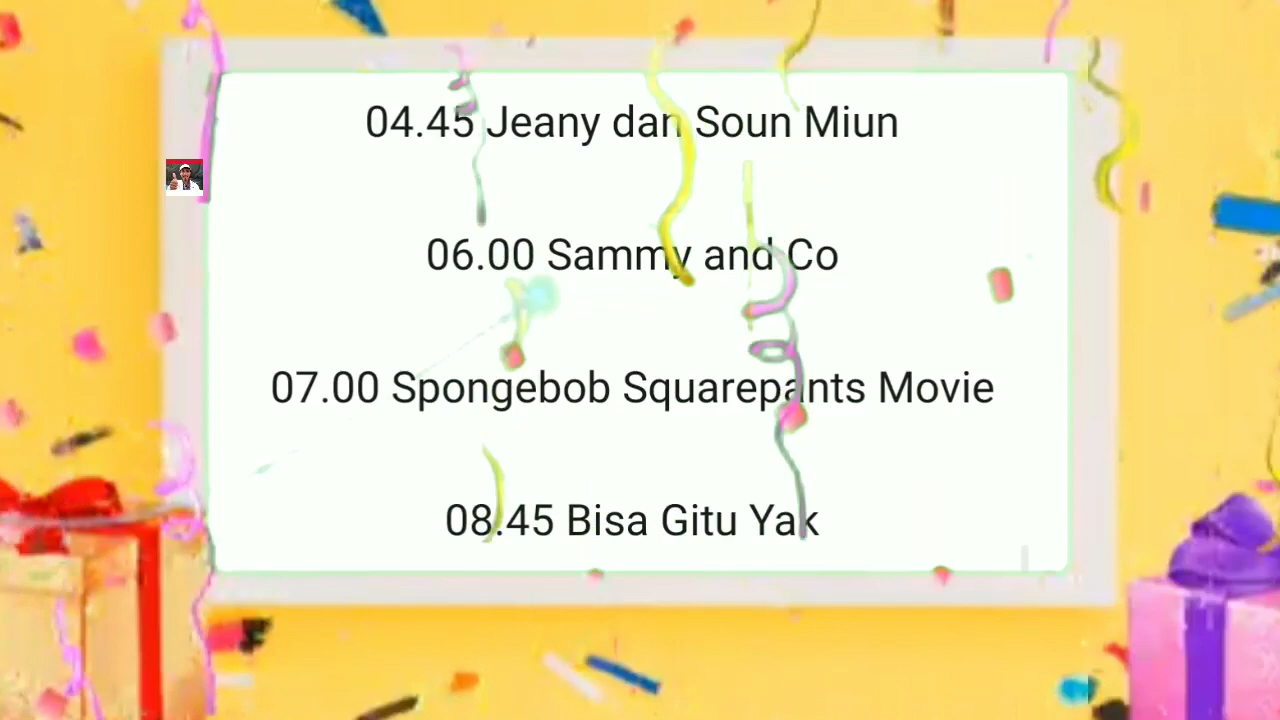 04.45 Jeany dan Soun Miun
06.00 Sammy and Co
07.00 Spongebob Squarepants Movie
08.45 Bisa Gitu Yak